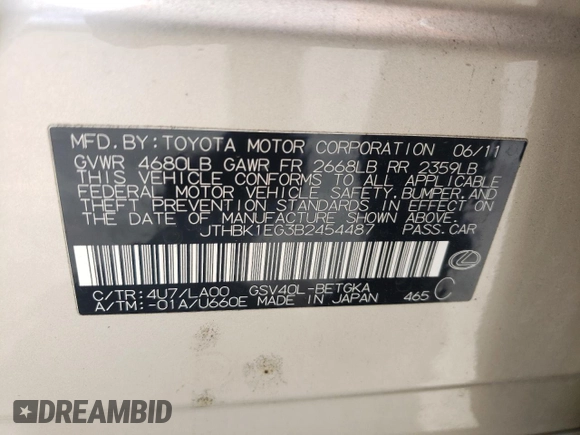 MFD. BY: TOYOTA MOTOR CORPORATION 06/11
GVWR 4680LB GAWR FR 2668LB RR 2359LB
THIS VEHICLE CONFORMS TO ALL APPLICABLE
FEDERAL MOTOR VEHICLE SAFETY, BUMPER, AND
THEFT PREVENTION STANDARDS IN EFFECT ON
THE DATE OF MANUFACTURE SHOWN ABOVE.
JTHBK1EG3B2454487 PASS. CAR
C/TR: 4U7/LA00 GSV40L-BETGKA
A/TM: -01A/U660E MADE IN JAPAN 465 C
DREAMBID